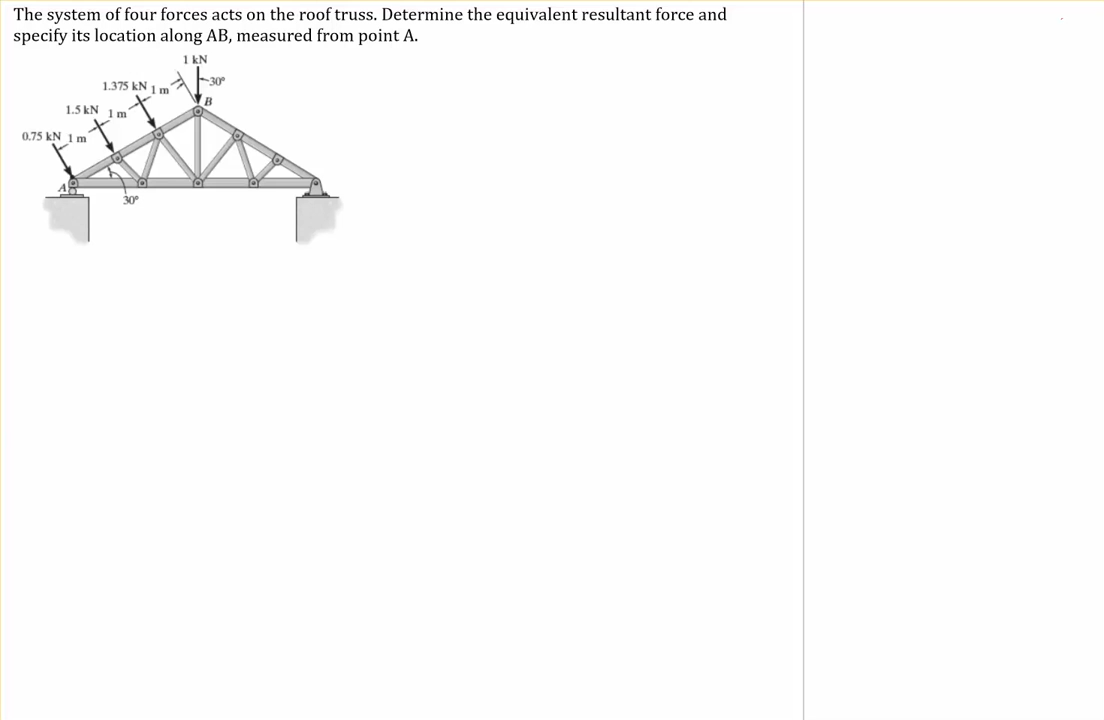 The system of four forces acts on the roof truss. Determine the equivalent resultant force and
specify its location along AB, measured from point A.
1 kN
30°
1.375 kN 1 m
B
1.5 kN 1 m
0.75 kN 1 m
A
30°